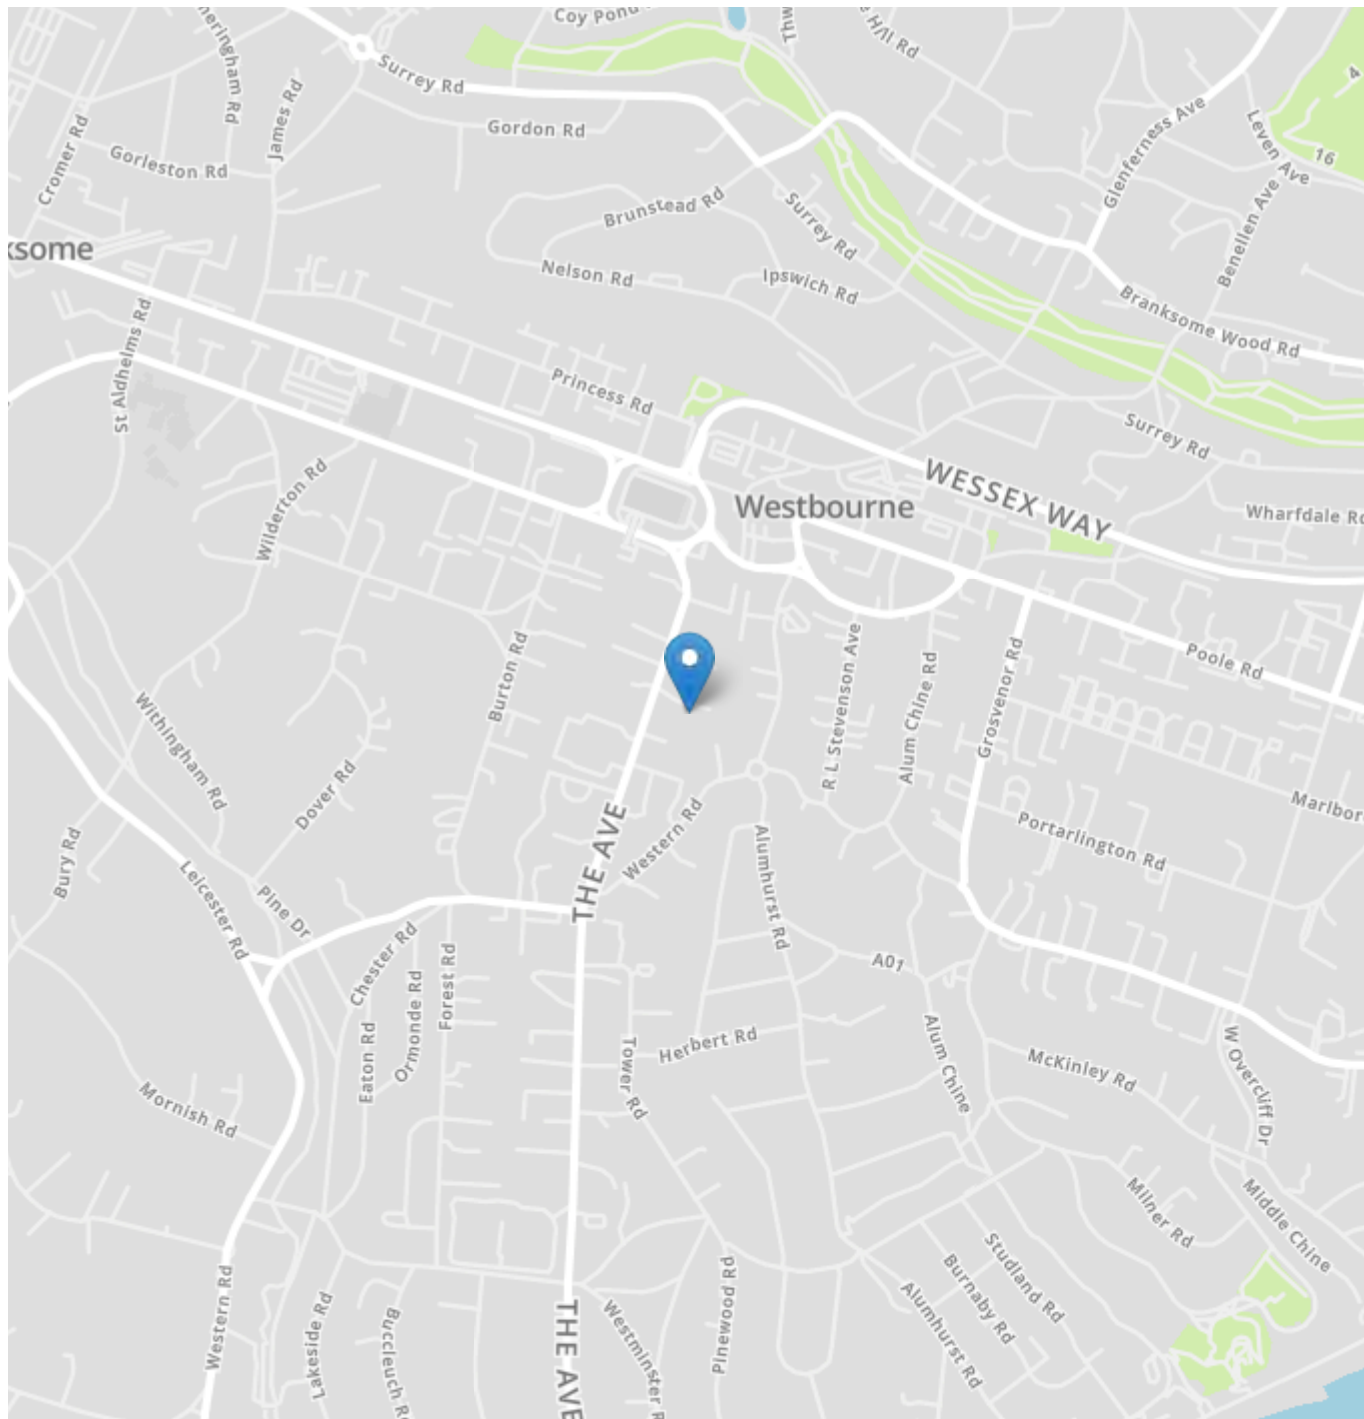 Coy Pond
Surrey Rd
James Rd
Gordon Rd
Cromer Rd
Gorleston Rd
Glenferness Ave
Leven Ave
4
16
Benellen Ave
Brunstead Rd
Surrey Rd
ksome
Nelson Rd
Ipswich Rd
Branksome Wood Rd
St Aldhelms Rd
Princess Rd
Surrey Rd
WESSEX WAY
Westbourne
Wharfdale Rd
Wilderton Rd
Burton Rd
R L Stevenson Ave
Alum Chine Rd
Grosvenor Rd
Poole Rd
Withingham Rd
Dover Rd
THE AVE
Western Rd
Marlbor
Portarlington Rd
Bury Rd
Leicester Rd
Pine Dr
Chester Rd
Alumhurst Rd
A01
Forest Rd
Ormonde Rd
Eaton Rd
Tower Rd
Herbert Rd
Alum Chine
McKinley Rd
W Overcliff Dr
Mornish Rd
Milner Rd
Middle Chine
Studland Rd
Burnaby Rd
Alumhurst Rd
Pinewood Rd
Western Rd
Lakeside Rd
Buccleuch R
THE AVE
Westminster R